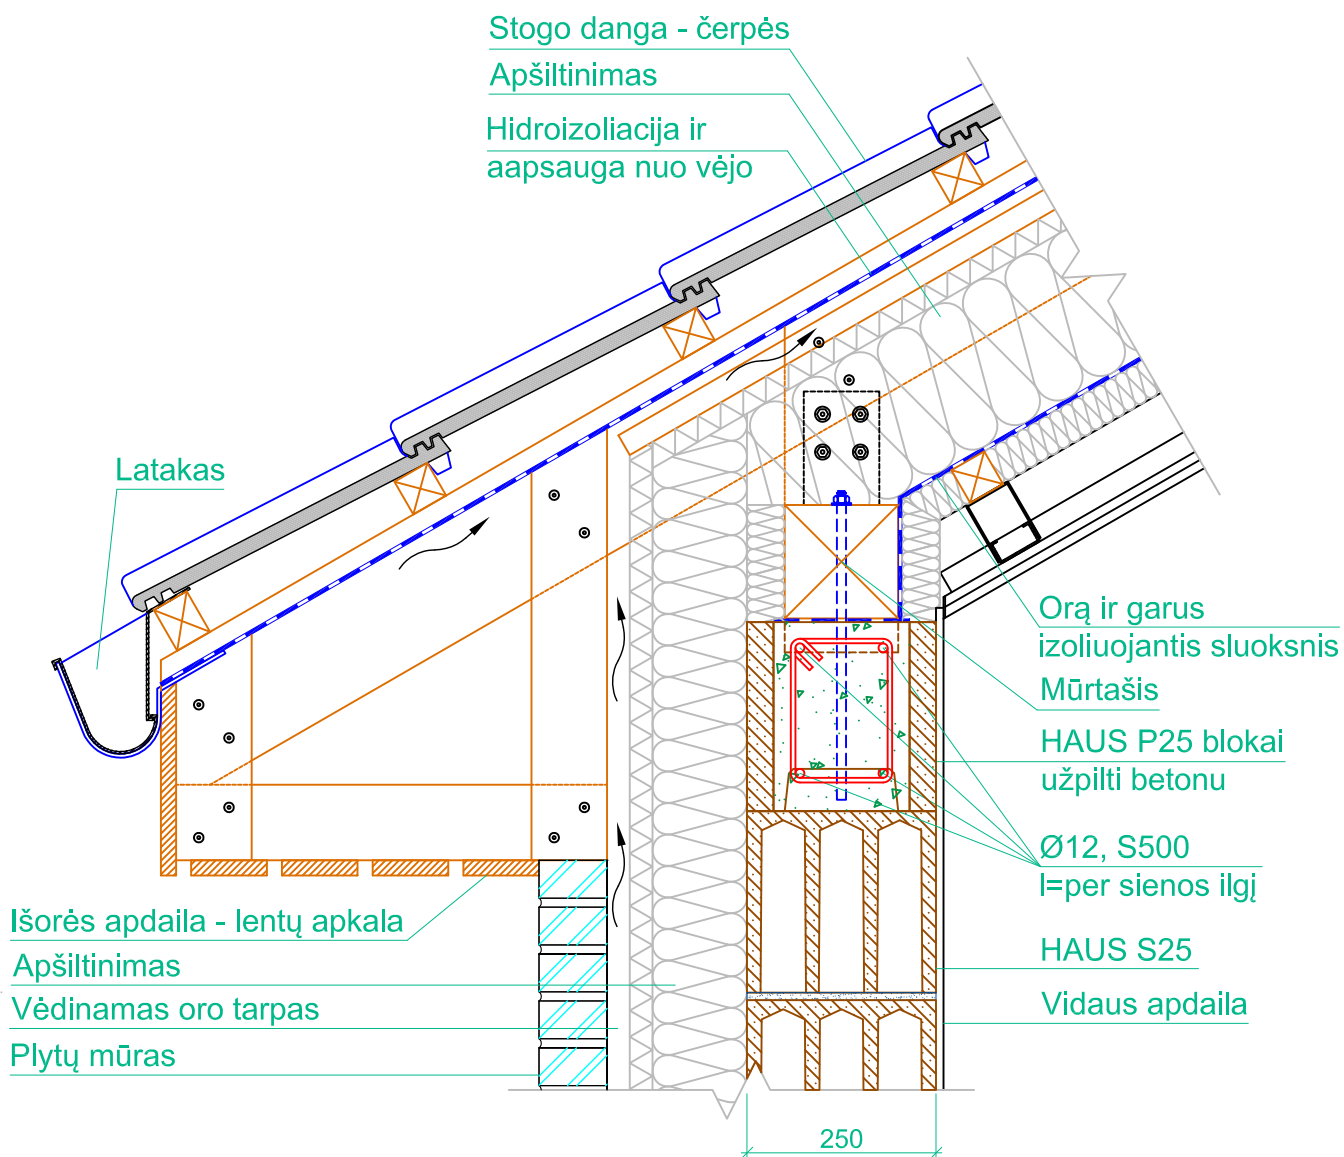 Stogo danga - čerpės
Apšiltinimas
Hidroizoliacija ir
aapsauga nuo vėjo
Latakas
Orą ir garus
izoliuojantis sluoksnis
Mūrtašis
HAUS P25 blokai
užpilti betonu
Ø12, S500
l=per sienos ilgį
HAUS S25
Vidaus apdaila
Išorės apdaila - lentų apkala
Apšiltinimas
Vėdinamas oro tarpas
Plytų mūras
250